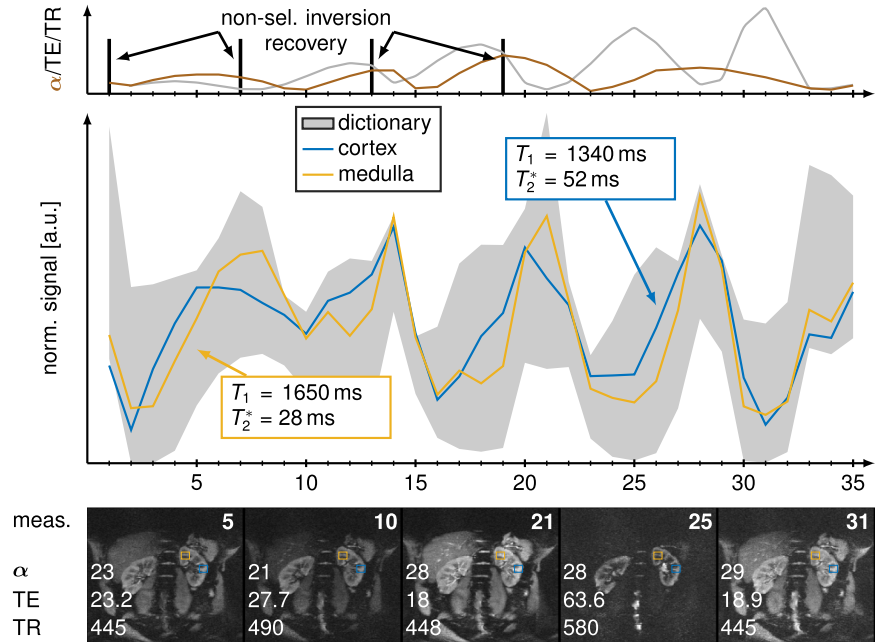 non-sel. inversion
recovery
α/TE/TR
dictionary
cortex
medulla
T₁ = 1340 ms
T₂* = 52 ms
norm. signal [a.u.]
T₁ = 1650 ms
T₂* = 28 ms
5 10 15 20 25 30 35
meas. 5 10 21 25 31
α 23 21 28 28 29
TE 23.2 27.7 18 63.6 18.9
TR 445 490 448 580 445